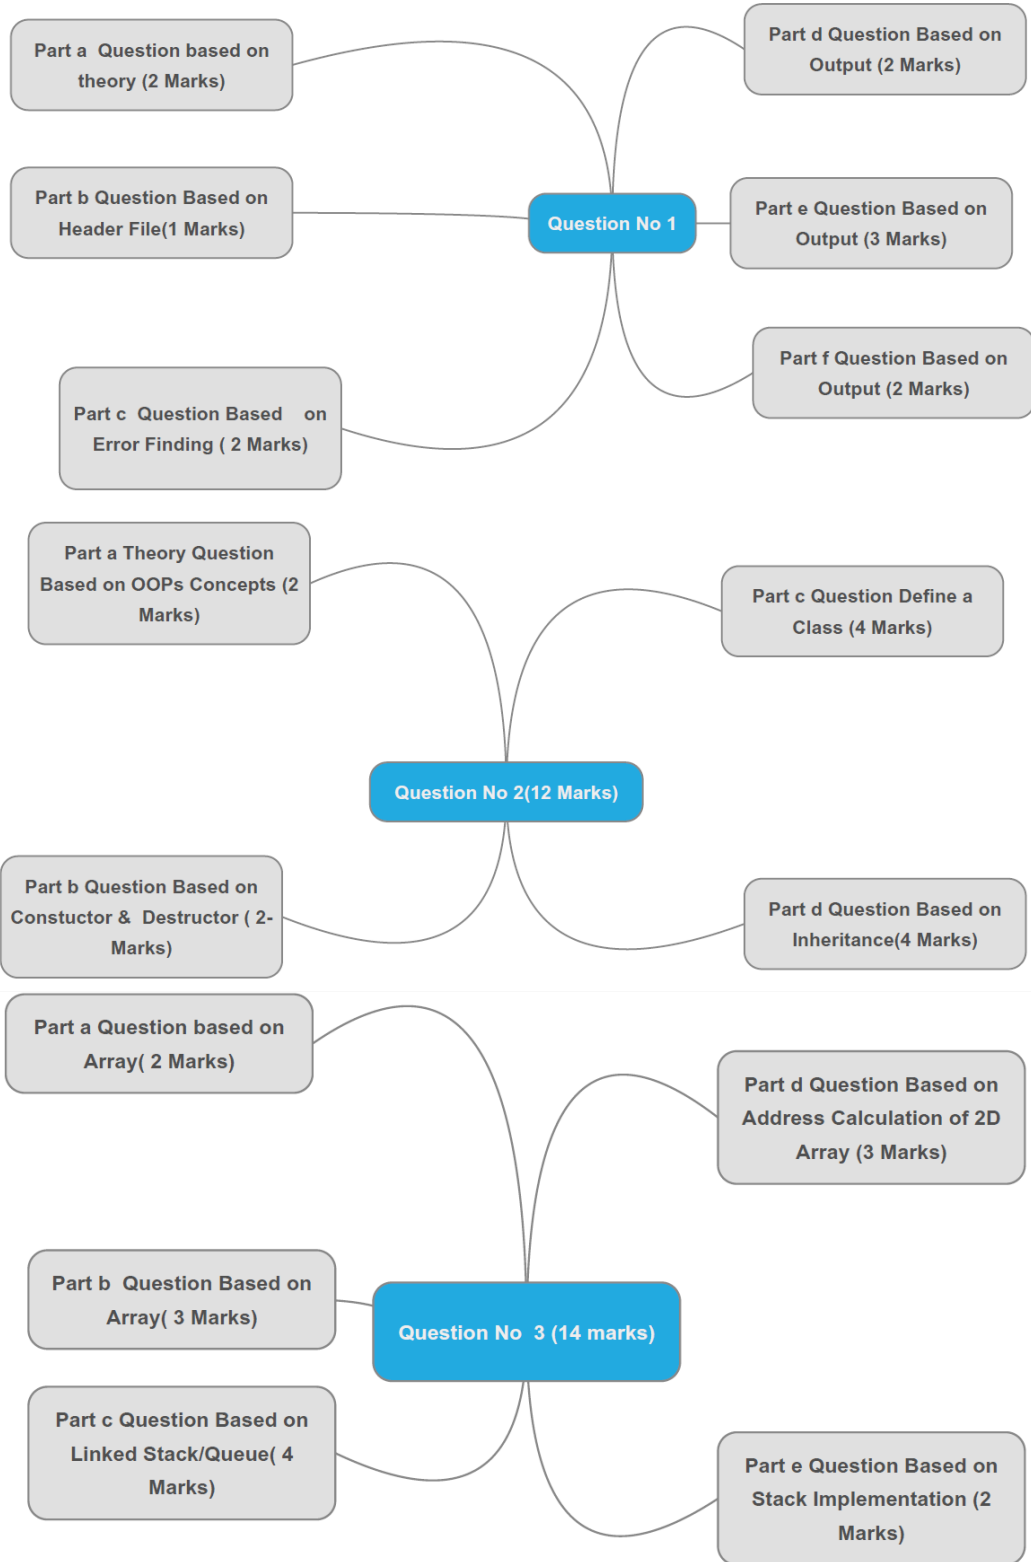 Part a  Question based on
theory (2 Marks)
Part d Question Based on
Output (2 Marks)
Part b Question Based on
Header File(1 Marks)
Question No 1
Part e Question Based on
Output (3 Marks)
Part f Question Based on
Output (2 Marks)
Part c  Question Based    on
Error Finding ( 2 Marks)
Part a Theory Question
Based on OOPs Concepts (2
Marks)
Part c Question Define a
Class (4 Marks)
Question No 2(12 Marks)
Part b Question Based on
Constuctor &  Destructor ( 2-
Marks)
Part d Question Based on
Inheritance(4 Marks)
Part a Question based on
Array( 2 Marks)
Part d Question Based on
Address Calculation of 2D
Array (3 Marks)
Part b  Question Based on
Array( 3 Marks)
Question No  3 (14 marks)
Part c Question Based on
Linked Stack/Queue( 4
Marks)
Part e Question Based on
Stack Implementation (2
Marks)